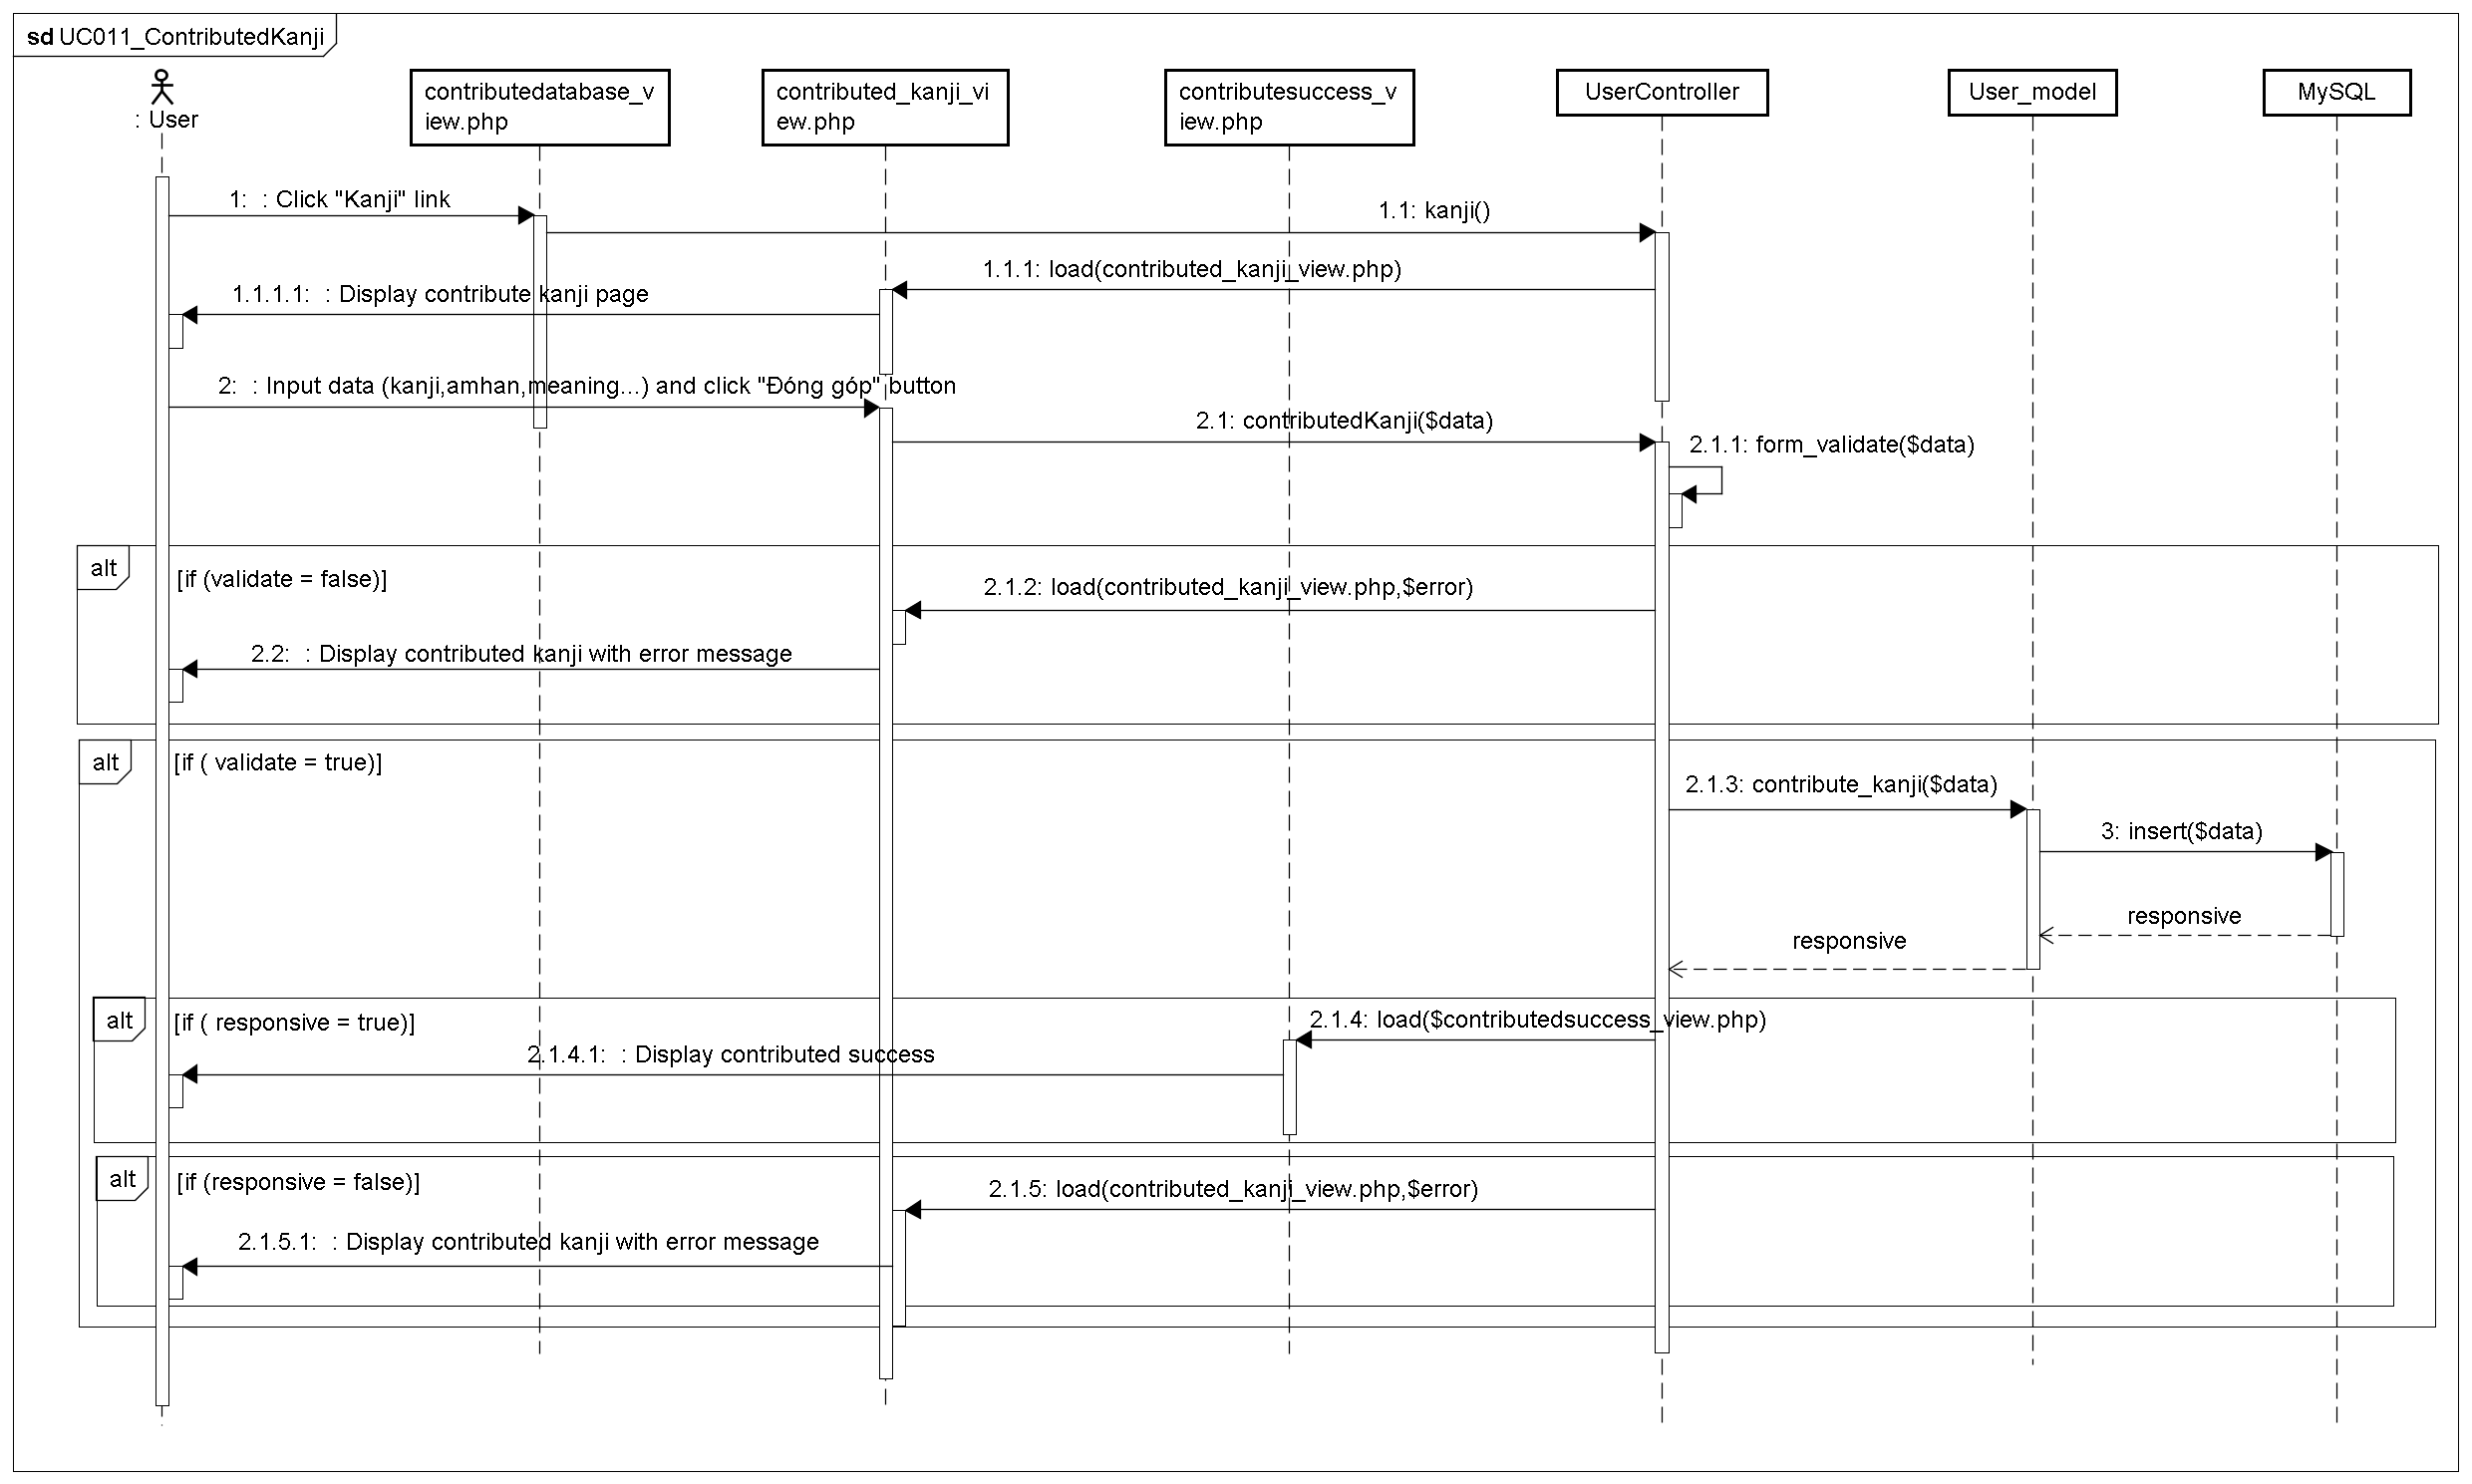 sd UC011_ContributedKanji
: User
contributedatabase_v
iew.php
contributed_kanji_vi
ew.php
contributesuccess_v
iew.php
UserController
User_model
MySQL
1:  : Click "Kanji" link
1.1: kanji()
1.1.1: load(contributed_kanji_view.php)
1.1.1.1:  : Display contribute kanji page
2:  : Input data (kanji,amhan,meaning...) and click "Đóng góp" button
2.1: contributedKanji($data)
2.1.1: form_validate($data)
alt
[if (validate = false)]
2.1.2: load(contributed_kanji_view.php,$error)
2.2:  : Display contributed kanji with error message
alt
[if ( validate = true)]
2.1.3: contribute_kanji($data)
3: insert($data)
responsive
responsive
alt
[if ( responsive = true)]
2.1.4: load($contributedsuccess_view.php)
2.1.4.1:  : Display contributed success
alt
[if (responsive = false)]
2.1.5: load(contributed_kanji_view.php,$error)
2.1.5.1:  : Display contributed kanji with error message